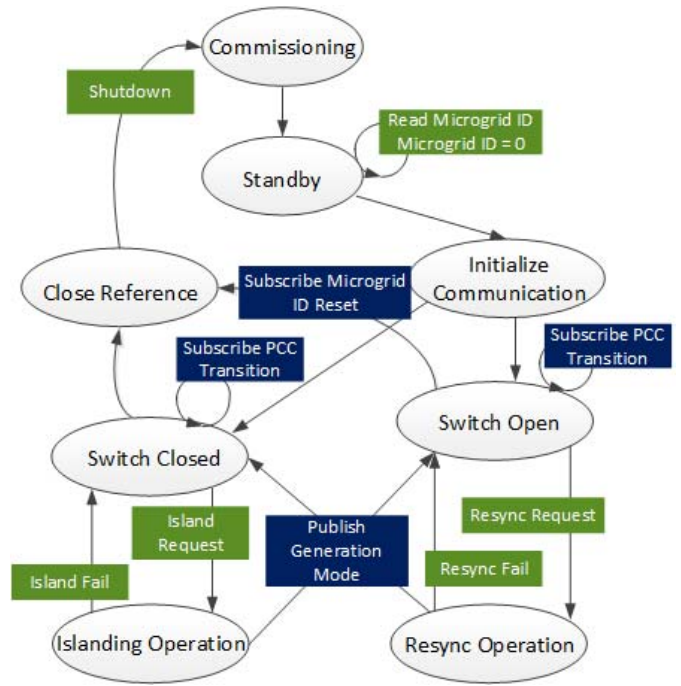 Commissioning
Shutdown
Read Microgrid ID
Microgrid ID = 0
Standby
Initialize
Communication
Close Reference
Subscribe Microgrid
ID Reset
Subscribe PCC
Transition
Subscribe PCC
Transition
Switch Closed
Switch Open
Island
Request
Publish
Generation
Mode
Resync Request
Island Fail
Resync Fail
Islanding Operation
Resync Operation